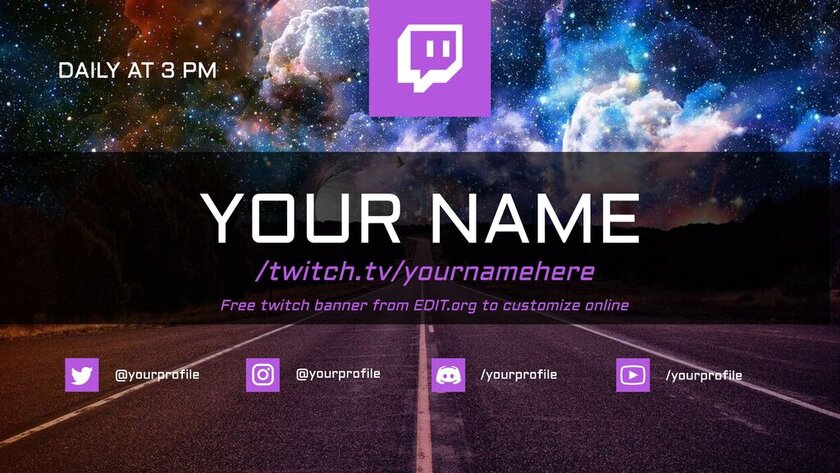 DAILY AT 3 PM
YOUR NAME
/twitch.tv/yournamehere
Free twitch banner from EDIT.org to customize online
@yourprofile
@yourprofile
/yourprofile
/yourprofile